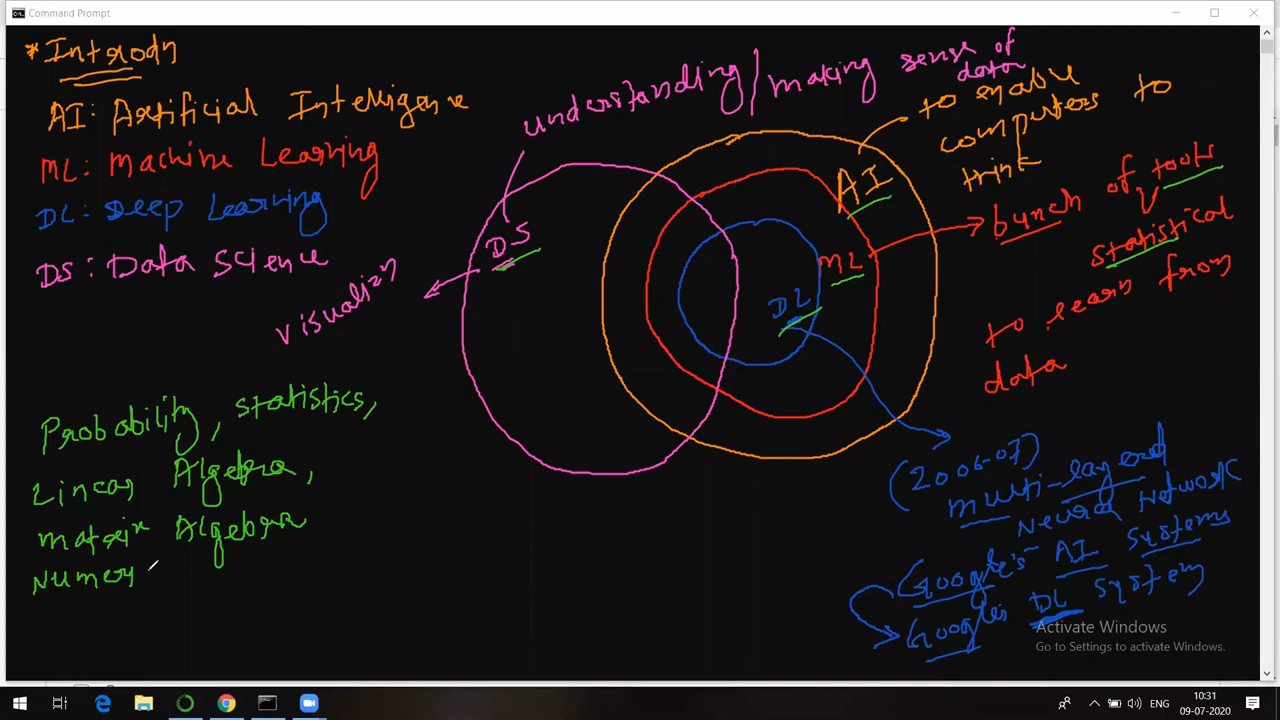 Command Prompt
*Introdn
AI: Artificial Intelligence
ML: Machine Learning
DL: Deep Learning
DS: Data Science
understanding/making sense of
data
to enable
computers to
think
AI
bunch of tools
statistical
to learn from
data
ML
DS
DL
visualizn
Probability, statistics,
Linear Algebra,
matrix Algebra
Numer
(2006-07)
multi-layered
Neural Network
Google's AI Systems
Google's DL System
Activate Windows
Go to Settings to activate Windows.
ENG
10:31
09-07-2020